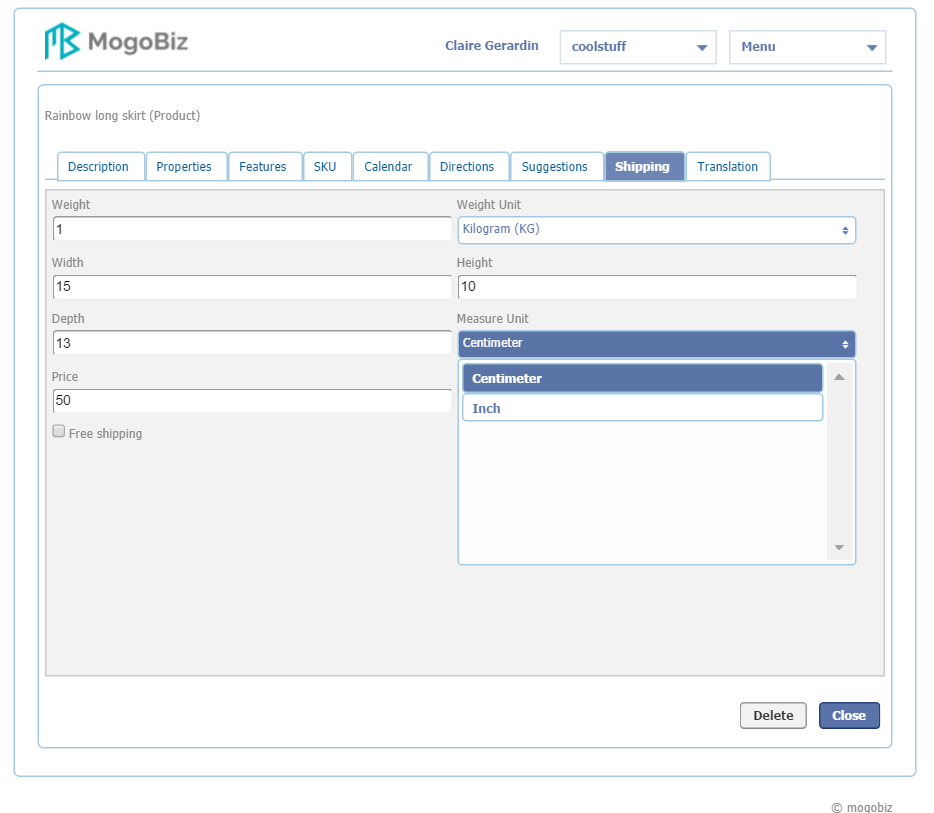 MogoBiz
Claire Gerardin coolstuff Menu
Rainbow long skirt (Product)
Description Properties Features SKU Calendar Directions Suggestions Shipping Translation
Weight Weight Unit
1 Kilogram (KG)
Width Height
15 10
Depth Measure Unit
13 Centimeter
Price Centimeter
50 Inch
Free shipping
Delete Close
© mogobiz